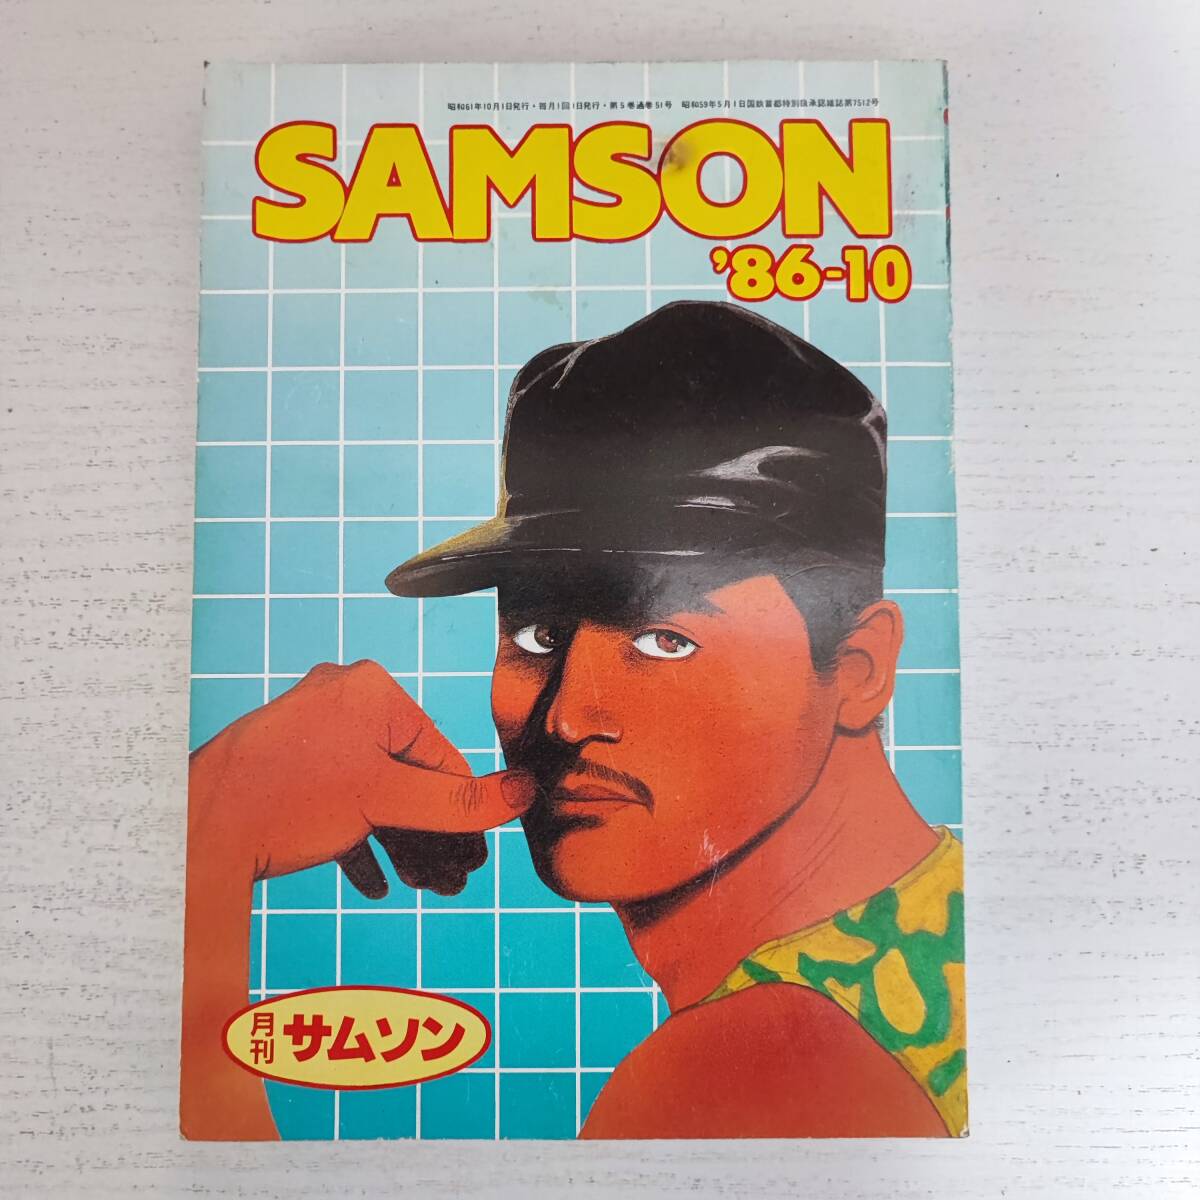 昭和61年10月1日発行・毎月1回1日発行・第5巻通巻51号　昭和59年5月1日国鉄首都特別扱承認雑誌第7512号
SAMSON
'86-10
月刊 サムソン